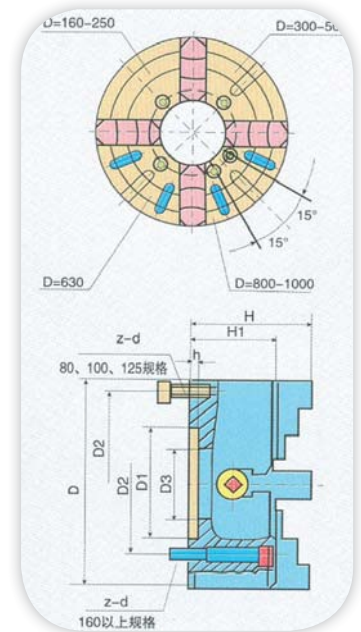 D=160-250
D=300-50
15°
15°
D=630
D=800-1000
H
H1
z-d
h
80、100、125规格
D
D2
D2
D1
D3
z-d
160以上规格